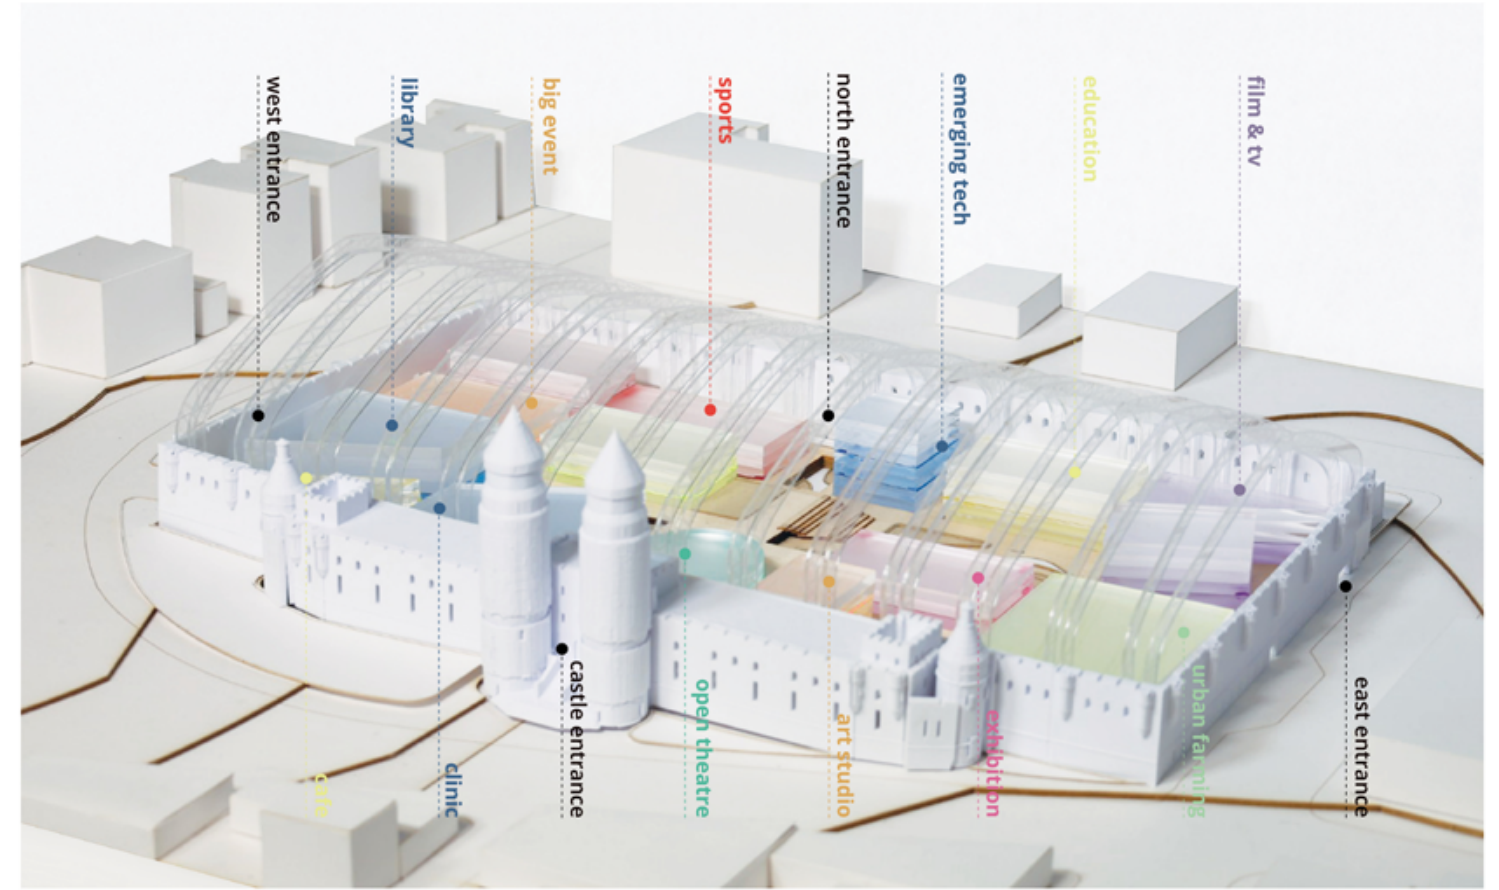 west entrance
library
big event
sports
north entrance
emerging tech
education
film & tv
cafe
clinic
castle entrance
open theatre
art studio
exhibition
urban farming
east entrance